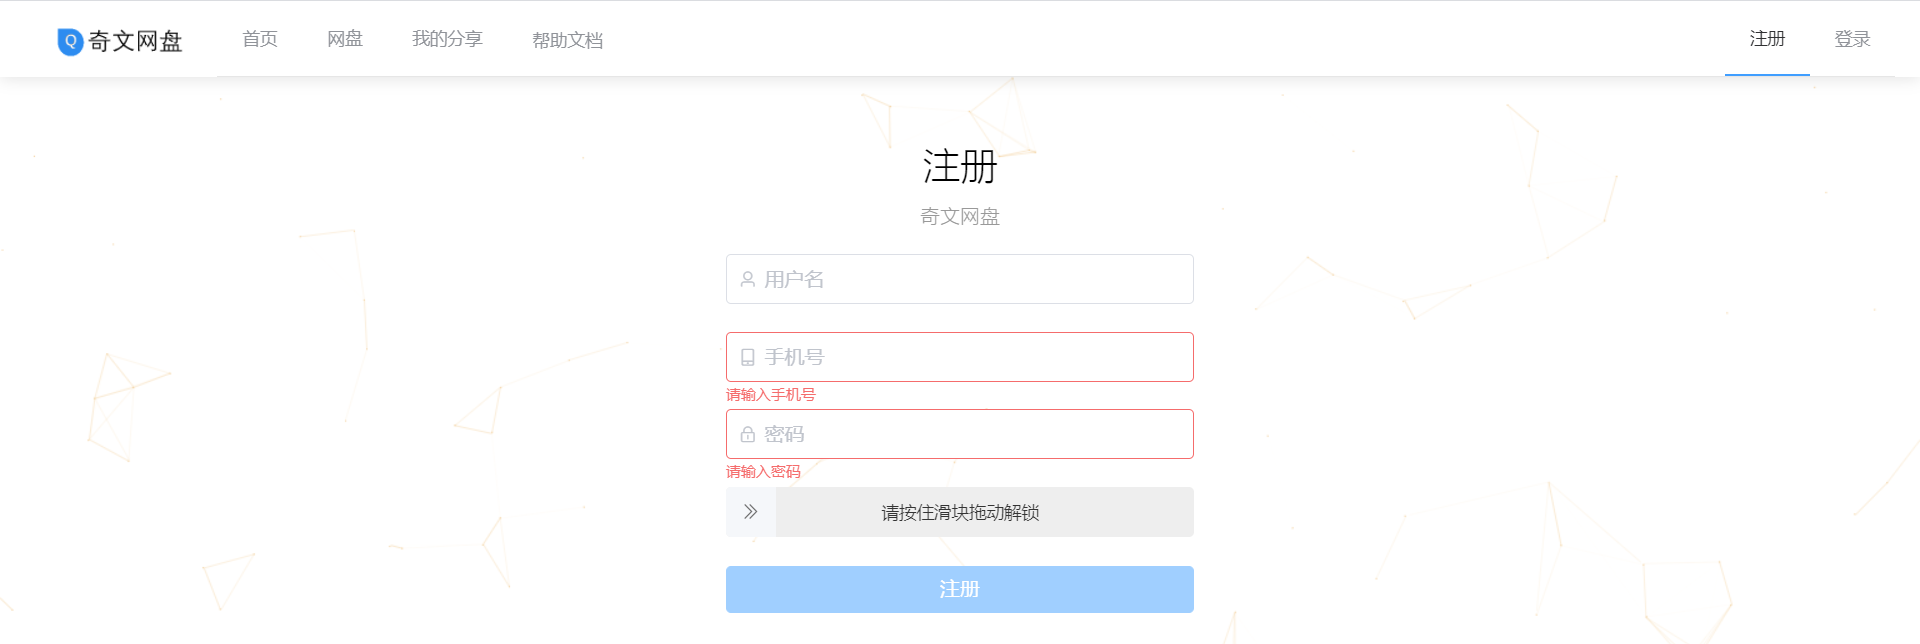 Q 奇文网盘 首页 网盘 我的分享 帮助文档 注册 登录
注册
奇文网盘
用户名
手机号
请输入手机号
密码
请输入密码
请按住滑块拖动解锁
注册